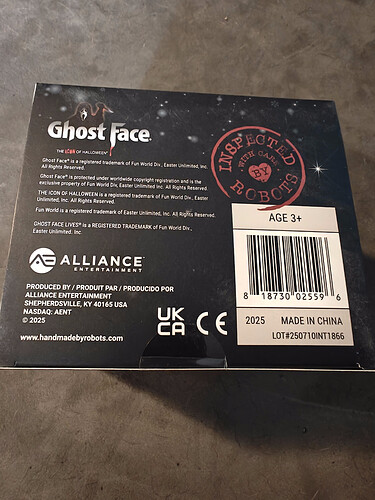 Ghost Face®
THE ICON OF HALLOWEEN®
Ghost Face® is a registered trademark of Fun World Div., Easter Unlimited, Inc.
All Rights Reserved.
Ghost Face® is protected under worldwide copyright registration and is the
exclusive property of Fun World Div., Easter Unlimited, Inc. All Rights Reserved.
THE ICON OF HALLOWEEN is a registered trademark of Fun World Div., Easter
Unlimited, Inc. All Rights Reserved.
Fun World is a registered trademark of Easter Unlimited, Inc. All Rights Reserved.
GHOST FACE LIVES® is a REGISTERED TRADEMARK of Fun World Div.,
Easter Unlimited, Inc.
AE ALLIANCE
ENTERTAINMENT
PRODUCED BY / PRODUIT PAR / PRODUCIDO POR
ALLIANCE ENTERTAINMENT
SHEPHERDSVILLE, KY 40165 USA
NASDAQ: AENT
© 2025
www.handmadebyrobots.com
UK
CA CE
INSPECTED
WITH CARE
BY
ROBOTS
AGE 3+
8 18730 02559 6
2025 MADE IN CHINA
LOT#250710INT1866